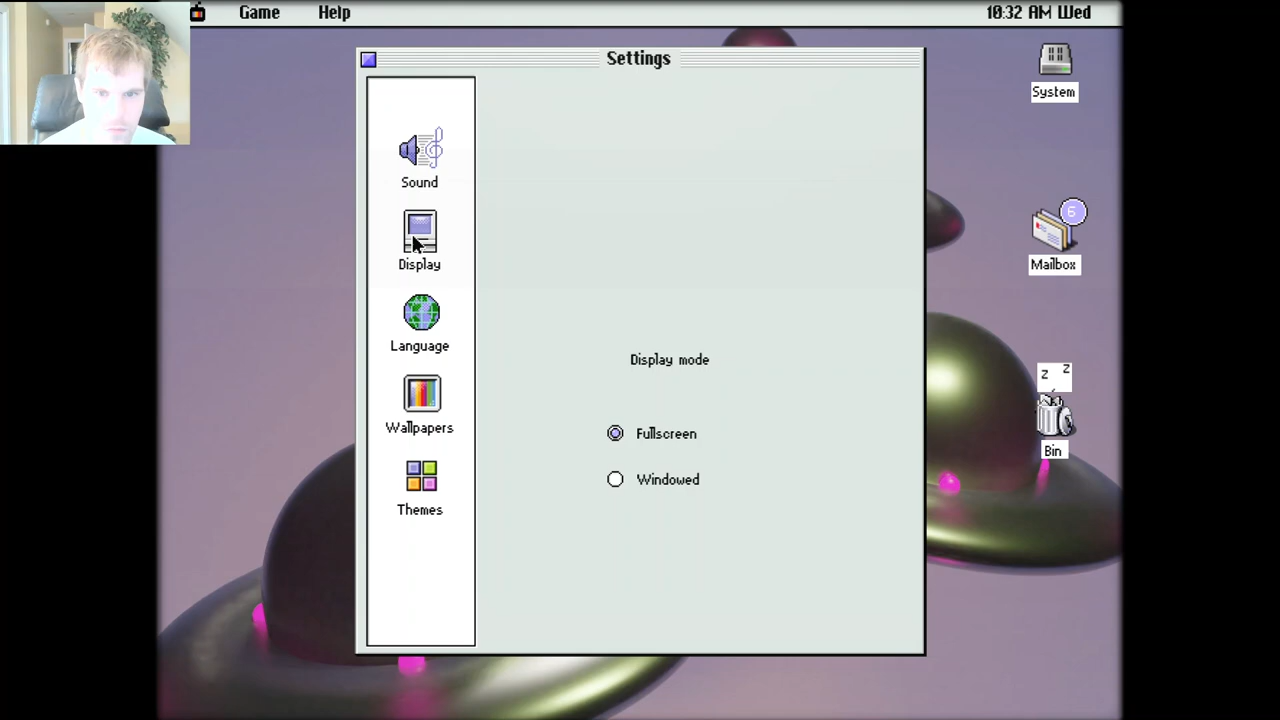 Game Help 10:32 AM Wed
Settings
System
Sound
Display
6
Mailbox
Language
Display mode
z z
Wallpapers
Fullscreen
Bin
Windowed
Themes